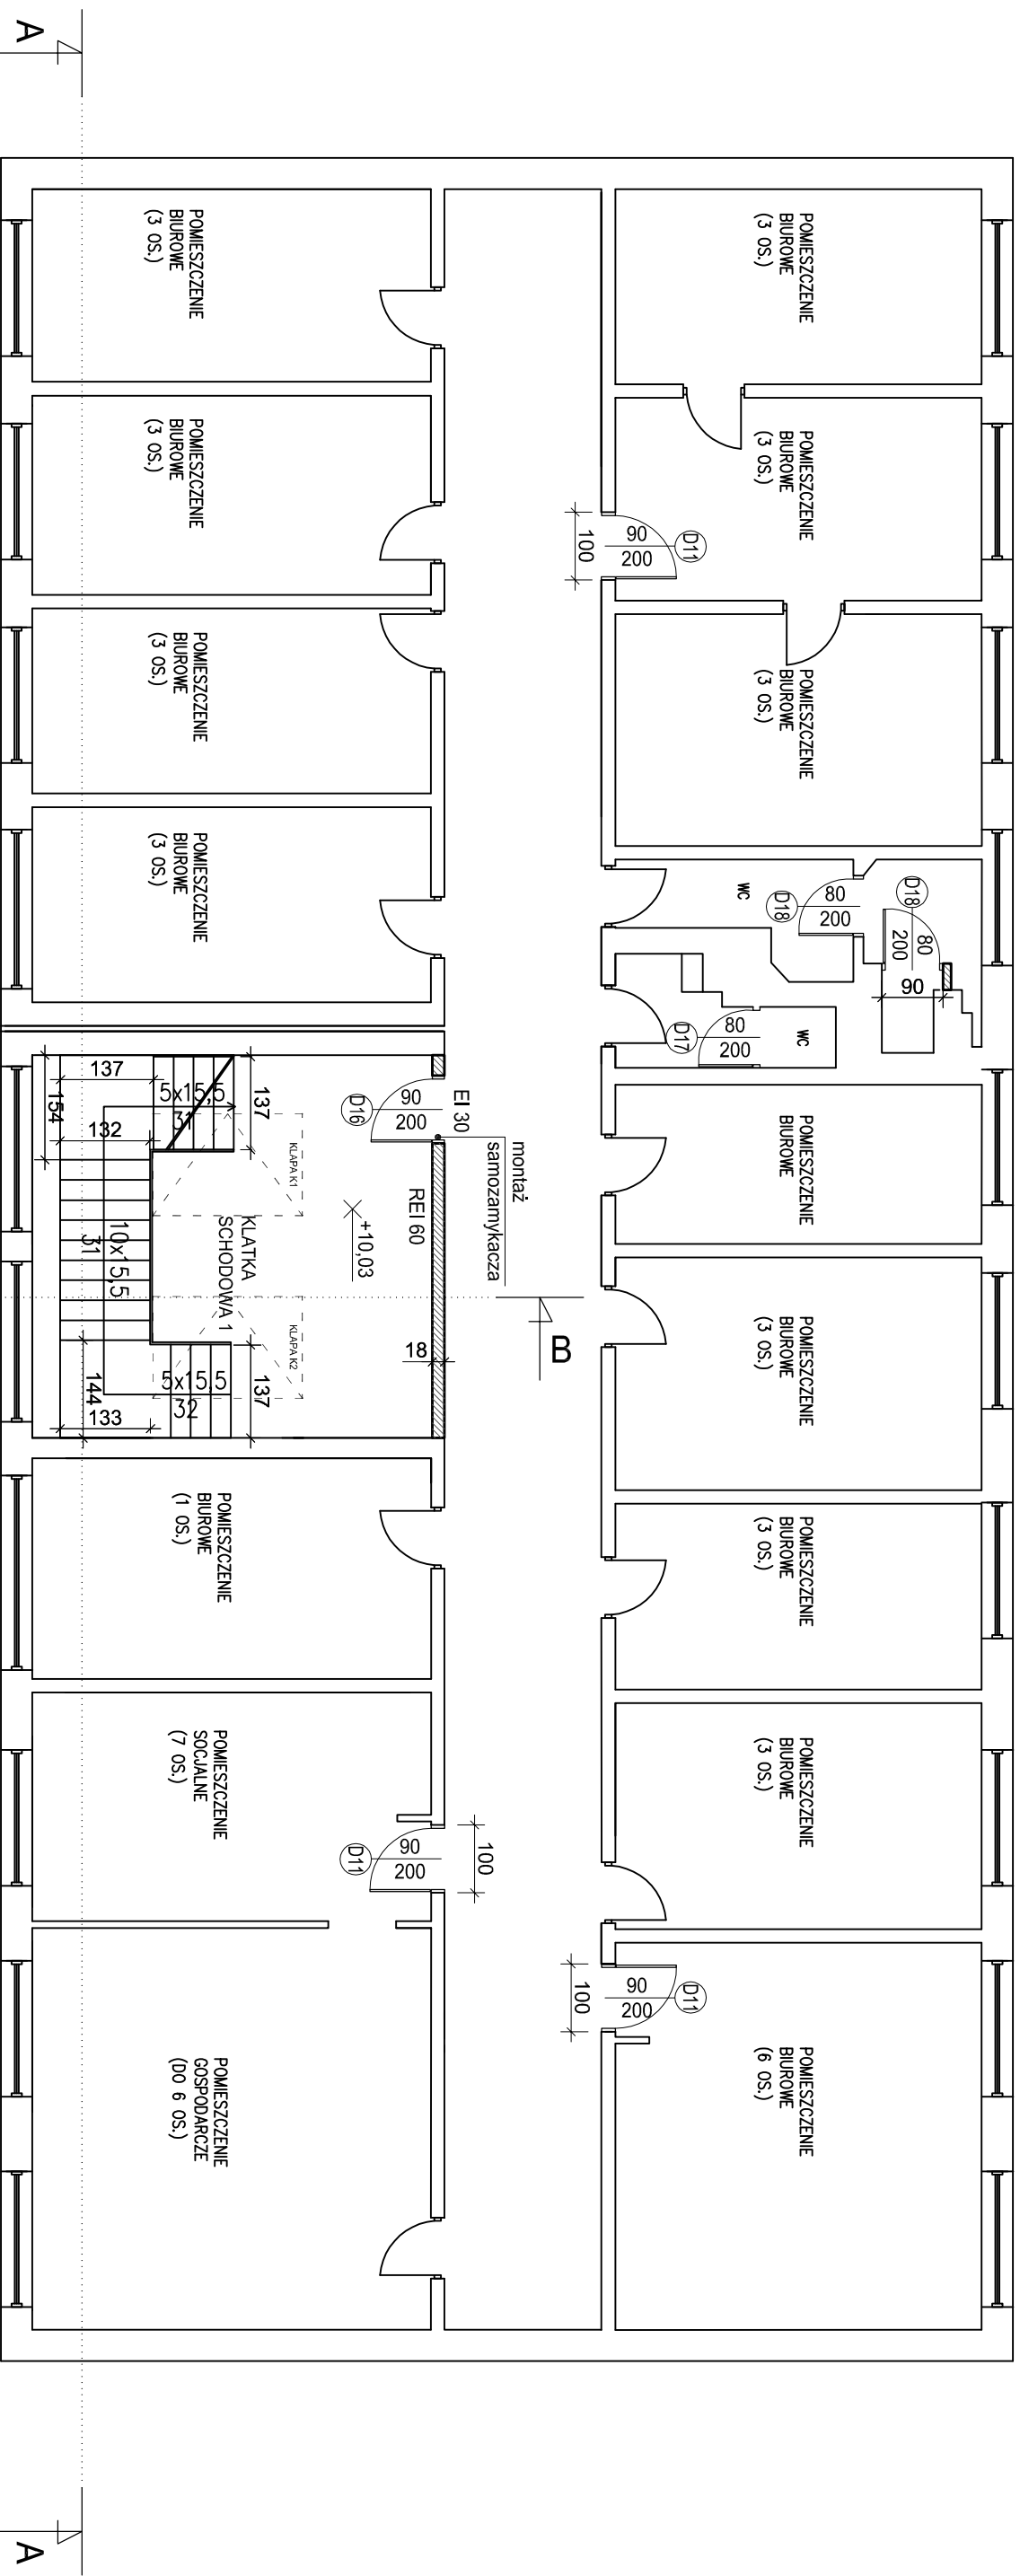 A
A
B
POMIESZCZENIE
BIUROWE
(3 OS.)
POMIESZCZENIE
BIUROWE
(3 OS.)
POMIESZCZENIE
BIUROWE
(3 OS.)
WC
WC
POMIESZCZENIE
BIUROWE
POMIESZCZENIE
BIUROWE
(3 OS.)
POMIESZCZENIE
BIUROWE
(3 OS.)
POMIESZCZENIE
BIUROWE
(3 OS.)
POMIESZCZENIE
BIUROWE
(6 OS.)
D11
90
200
100
D18
80
200
D18
80
200
90
D17
80
200
D11
90
200
100
POMIESZCZENIE
BIUROWE
(3 OS.)
POMIESZCZENIE
BIUROWE
(3 OS.)
POMIESZCZENIE
BIUROWE
(3 OS.)
POMIESZCZENIE
BIUROWE
(3 OS.)
montaż
samozamykacza
EI 30
REI 60
D16
90
200
+10,03
18
KLAPA K1
KLAPA K2
KLATKA
SCHODOWA 1
137
137
137
5x15,5
31
10x15,5
31
5x15,5
32
132
154
144
133
POMIESZCZENIE
BIUROWE
(1 OS.)
POMIESZCZENIE
SOCJALNE
(7 OS.)
D11
90
200
100
POMIESZCZENIE
GOSPODARCZE
(DO 6 OS.)